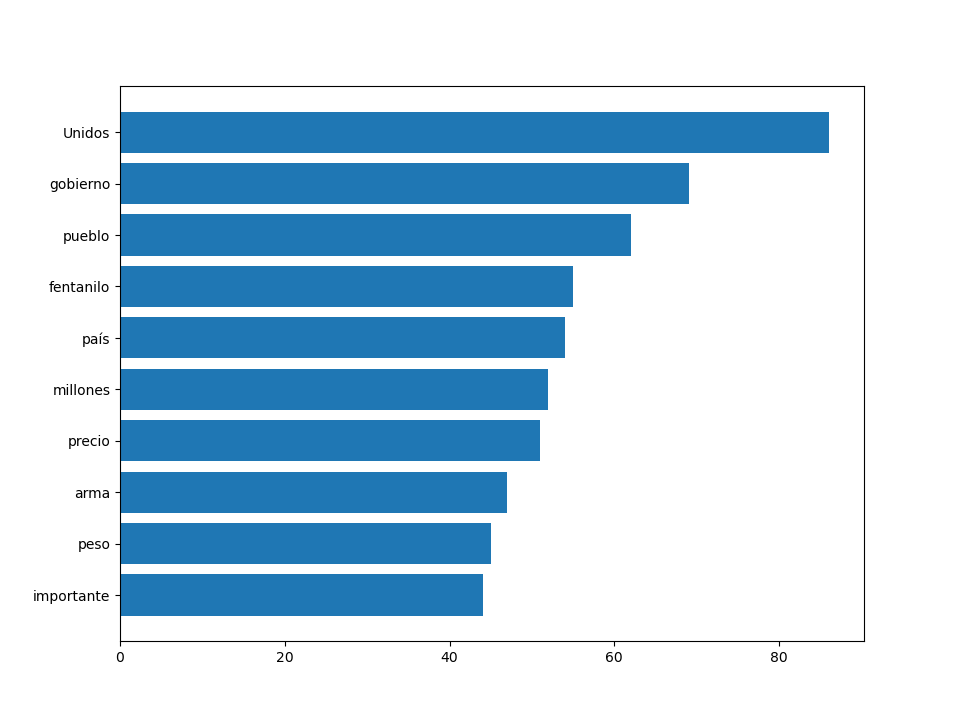 Unidos
gobierno
pueblo
fentanilo
país
millones
precio
arma
peso
importante
0 20 40 60 80